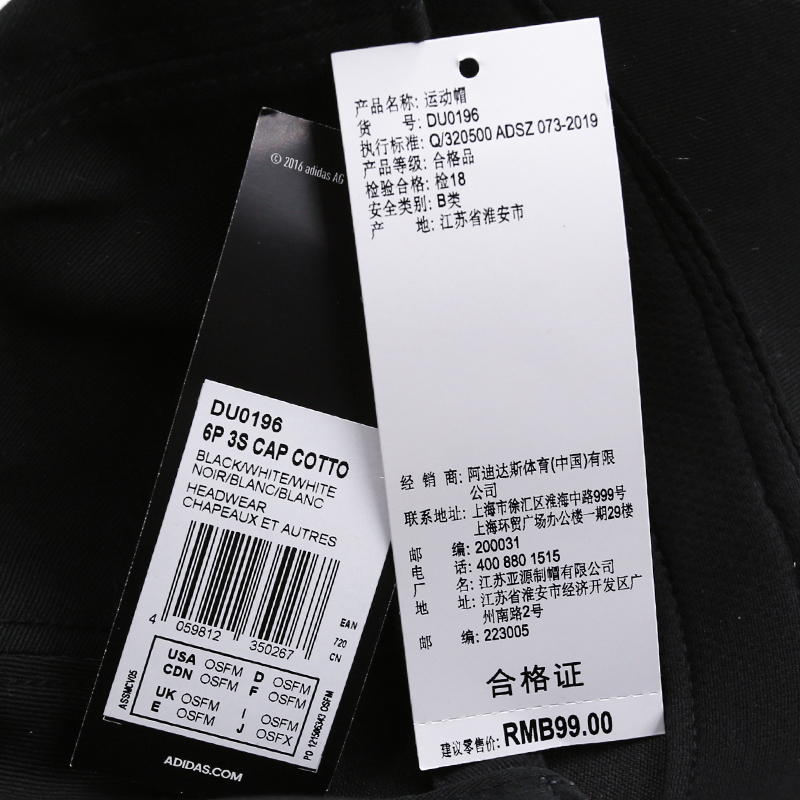 产品名称: 运动帽
货 号: DU0196
执行标准: Q/320500 ADSZ 073-2019
产品等级: 合格品
检验合格: 检18
安全类别: B类
产 地: 江苏省淮安市
经 销 商: 阿迪达斯体育(中国)有限
公司
联系地址: 上海市徐汇区淮海中路999号
上海环贸广场办公楼一期29楼
邮 编: 200031
电 话: 400 880 1515
厂 名: 江苏亚源制帽有限公司
地 址: 江苏省淮安市经济开发区广
州南路2号
邮 编: 223005
合格证
建议零售价: RMB99.00
© 2016 adidas AG
DU0196
6P 3S CAP COTTO
BLACK/WHITE/WHITE
NOIR/BLANC/BLANC
HEADWEAR
CHAPEAUX ET AUTRES
4 059812 350267
EAN
720
CN
ASSMCV05
USA OSFM D OSFM
CDN OSFM F OSFM
UK OSFM I OSFM
E OSFM J OSFX
PO 121596343 OSFM
ADIDAS.COM